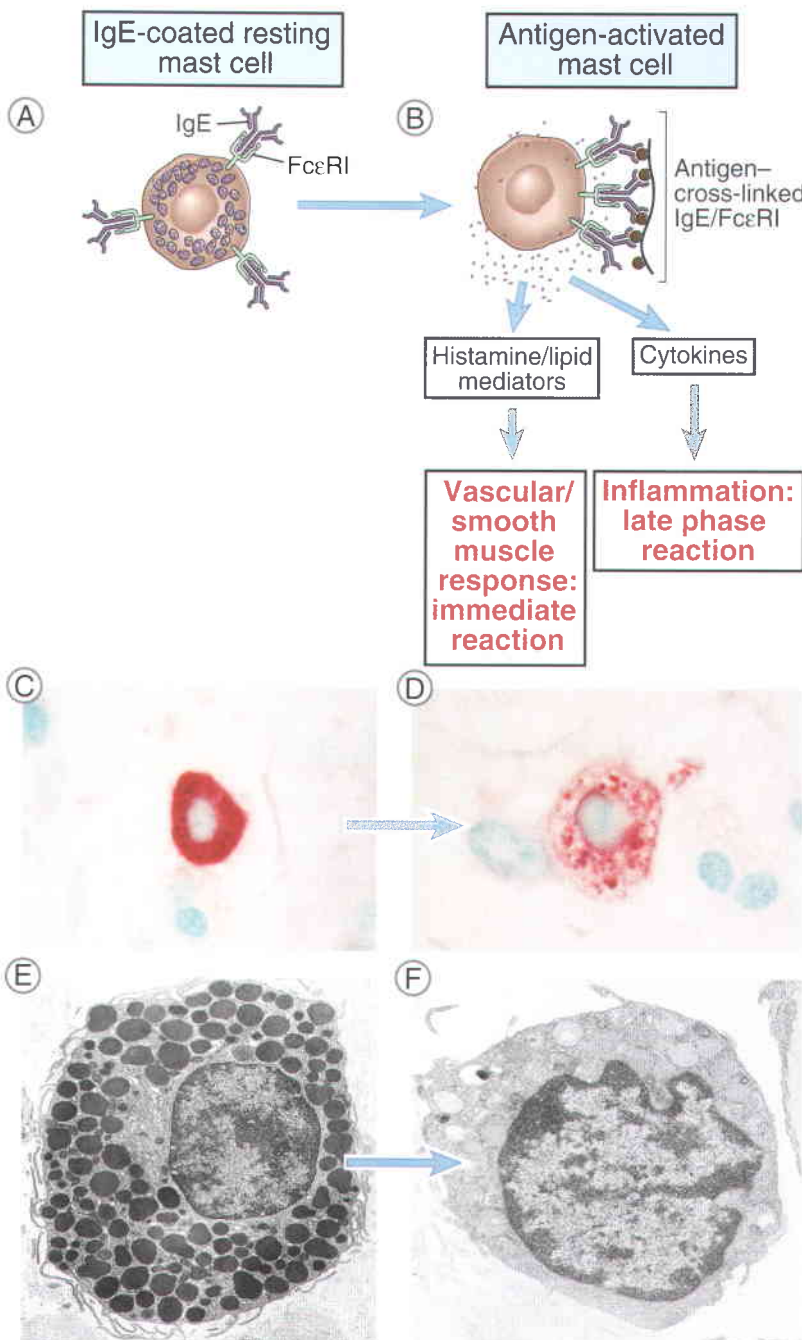 IgE-coated resting
mast cell
Antigen-activated
mast cell
A
IgE
FcεRI
B
Antigen–
cross-linked
IgE/FcεRI
Histamine/lipid
mediators
Cytokines
Vascular/
smooth
muscle
response:
immediate
reaction
Inflammation:
late phase
reaction
C
D
E
F